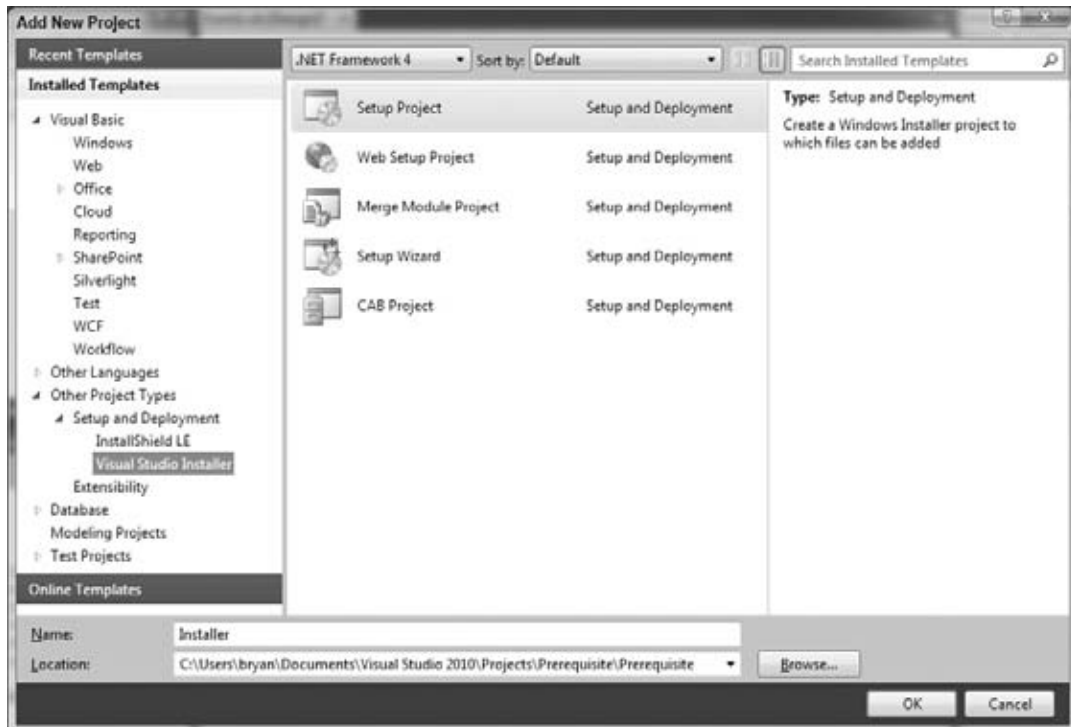 Add New Project
Recent Templates
.NET Framework 4 Sort by: Default Search Installed Templates
Installed Templates
Visual Basic
Windows
Web
Office
Cloud
Reporting
SharePoint
Silverlight
Test
WCF
Workflow
Other Languages
Other Project Types
Setup and Deployment
InstallShield LE
Visual Studio Installer
Extensibility
Database
Modeling Projects
Test Projects
Online Templates
Setup Project Setup and Deployment
Web Setup Project Setup and Deployment
Merge Module Project Setup and Deployment
Setup Wizard Setup and Deployment
CAB Project Setup and Deployment
Type: Setup and Deployment
Create a Windows Installer project to
which files can be added
Name: Installer
Location: C:\Users\bryan\Documents\Visual Studio 2010\Projects\Prerequisite\Prerequisite Browse...
OK Cancel